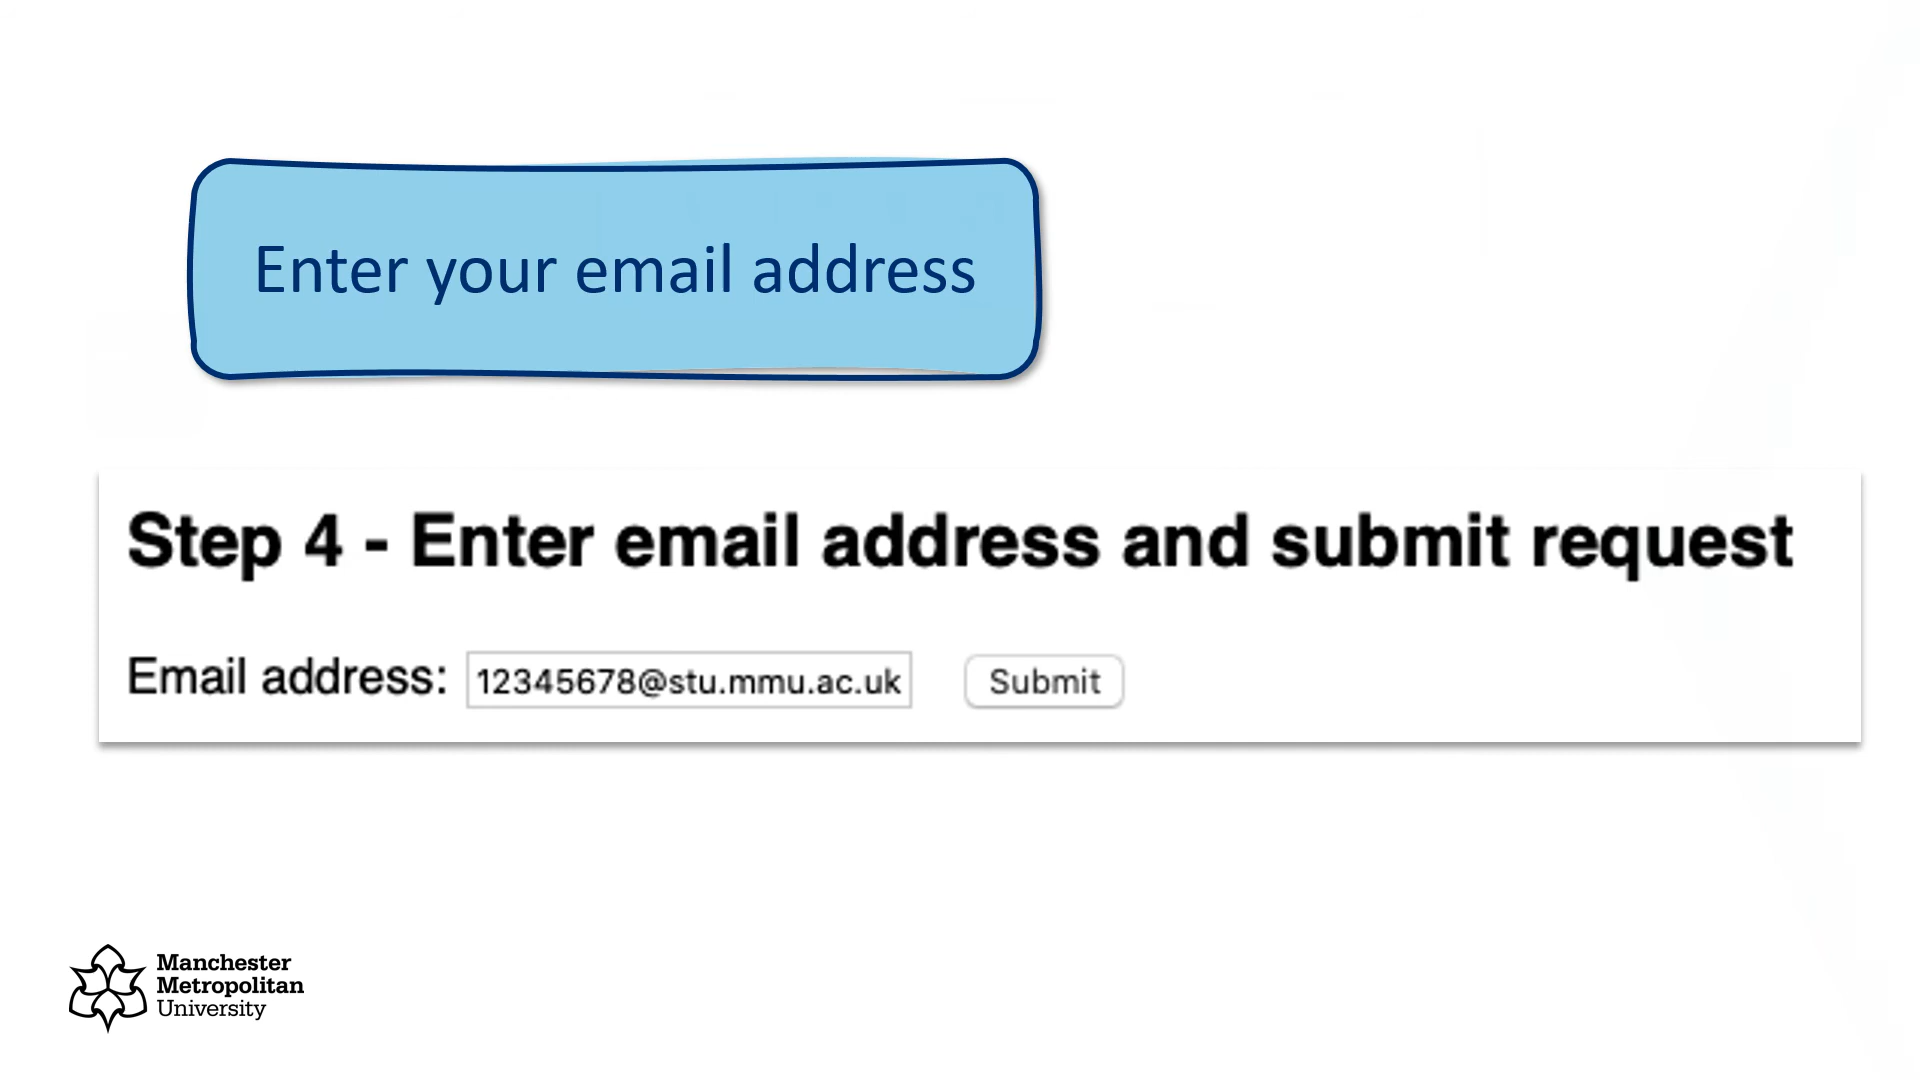 Enter your email address
Step 4 - Enter email address and submit request
Email address: 12345678@stu.mmu.ac.uk Submit
Manchester
Metropolitan
University